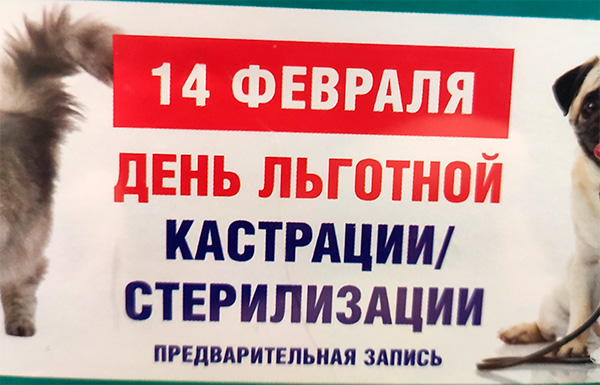 14 ФЕВРАЛЯ
ДЕНЬ ЛЬГОТНОЙ
КАСТРАЦИИ/
СТЕРИЛИЗАЦИИ
ПРЕДВАРИТЕЛЬНАЯ ЗАПИСЬ